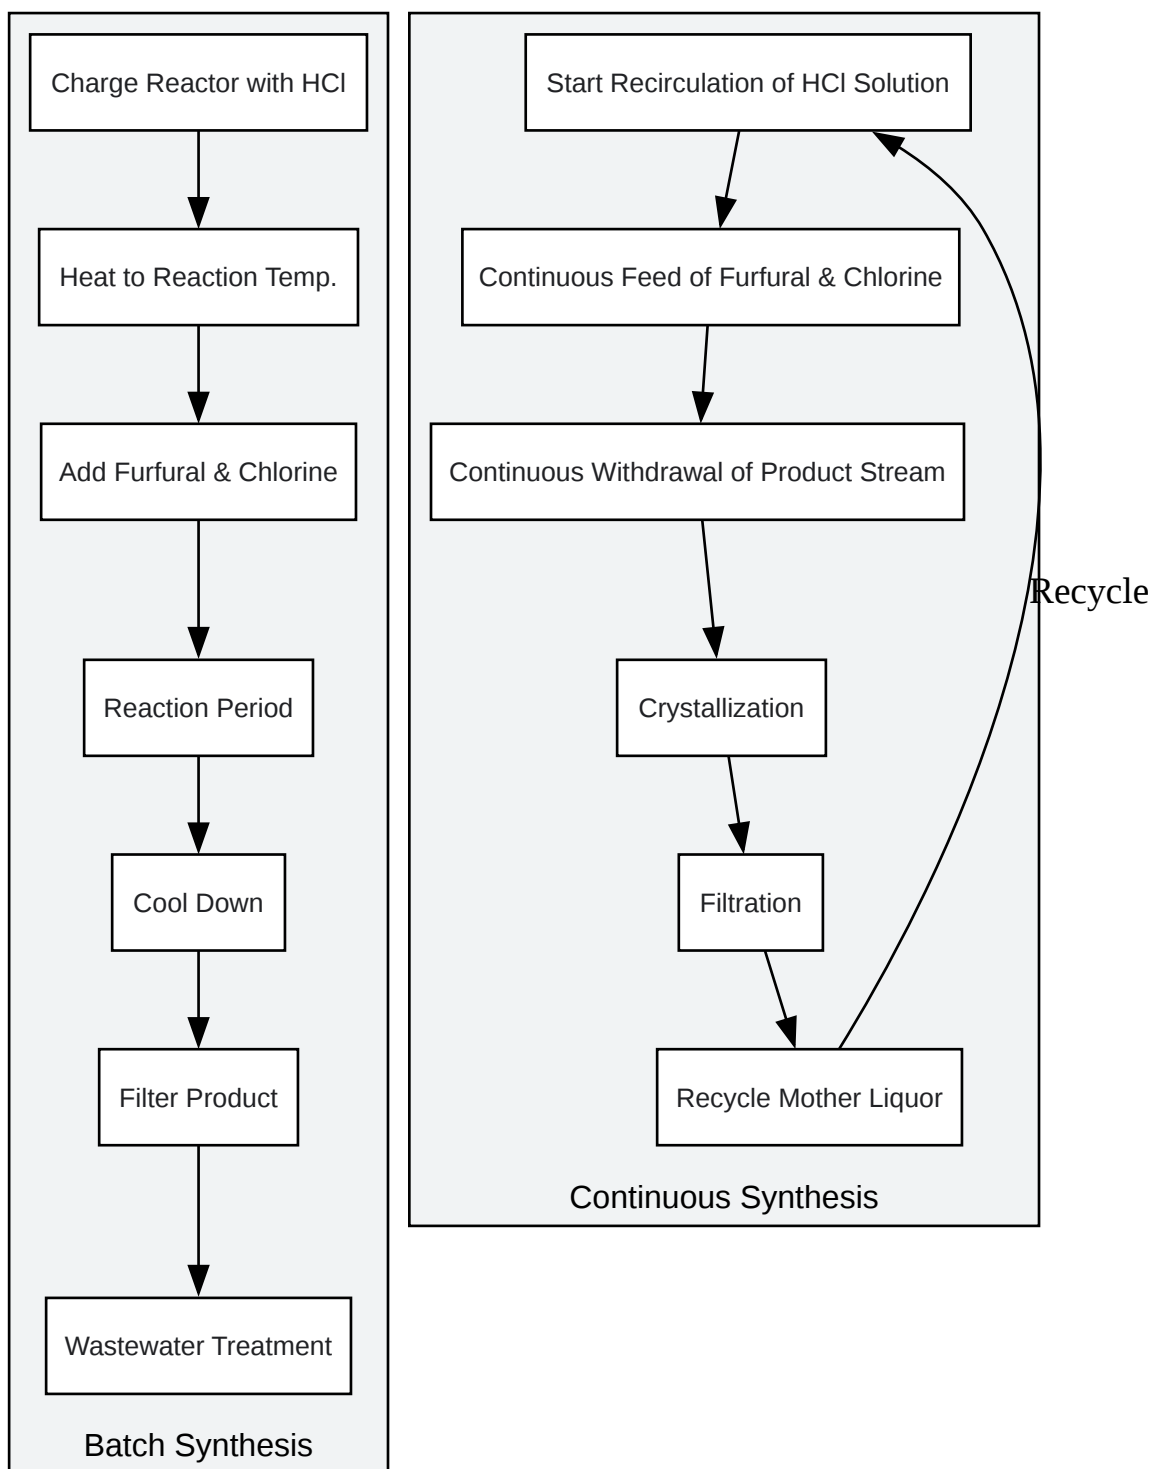 Charge Reactor with HCl
Heat to Reaction Temp.
Add Furfural & Chlorine
Reaction Period
Cool Down
Filter Product
Wastewater Treatment
Batch Synthesis
Start Recirculation of HCl Solution
Continuous Feed of Furfural & Chlorine
Continuous Withdrawal of Product Stream
Crystallization
Filtration
Recycle Mother Liquor
Recycle
Continuous Synthesis